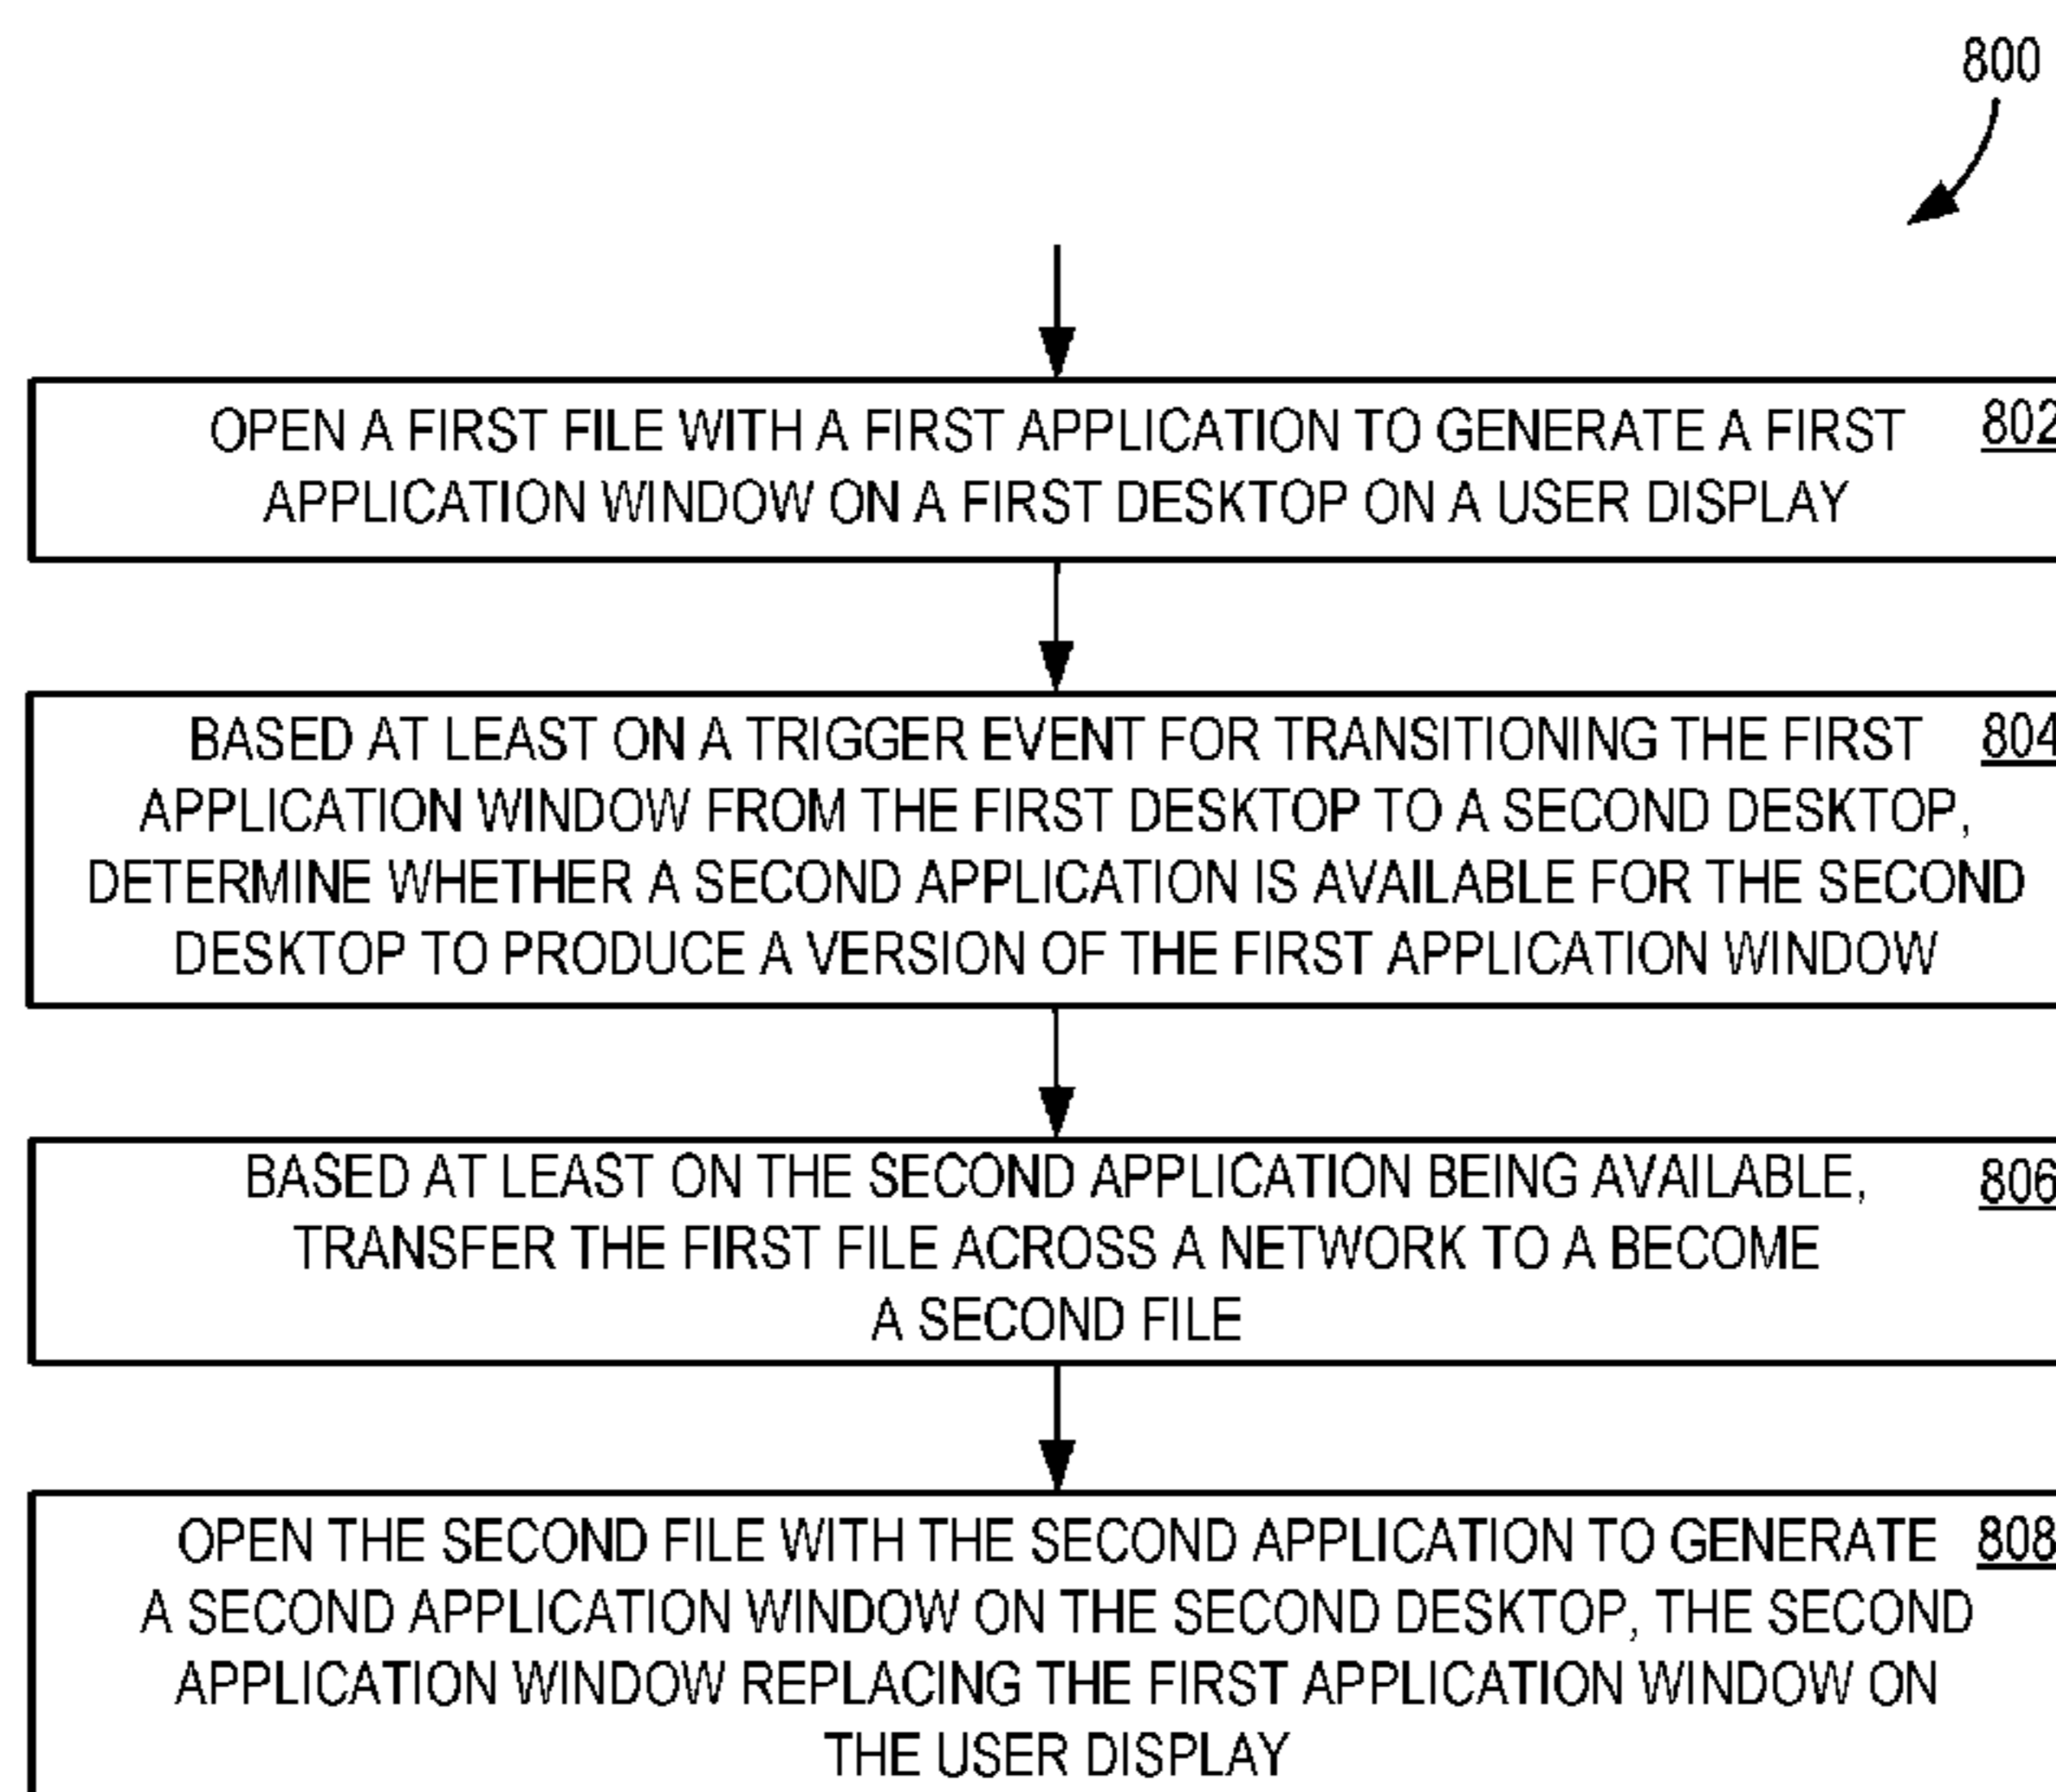 800
OPEN A FIRST FILE WITH A FIRST APPLICATION TO GENERATE A FIRST 802
APPLICATION WINDOW ON A FIRST DESKTOP ON A USER DISPLAY
BASED AT LEAST ON A TRIGGER EVENT FOR TRANSITIONING THE FIRST 804
APPLICATION WINDOW FROM THE FIRST DESKTOP TO A SECOND DESKTOP,
DETERMINE WHETHER A SECOND APPLICATION IS AVAILABLE FOR THE SECOND
DESKTOP TO PRODUCE A VERSION OF THE FIRST APPLICATION WINDOW
BASED AT LEAST ON THE SECOND APPLICATION BEING AVAILABLE, 806
TRANSFER THE FIRST FILE ACROSS A NETWORK TO A BECOME
A SECOND FILE
OPEN THE SECOND FILE WITH THE SECOND APPLICATION TO GENERATE 808
A SECOND APPLICATION WINDOW ON THE SECOND DESKTOP, THE SECOND
APPLICATION WINDOW REPLACING THE FIRST APPLICATION WINDOW ON
THE USER DISPLAY